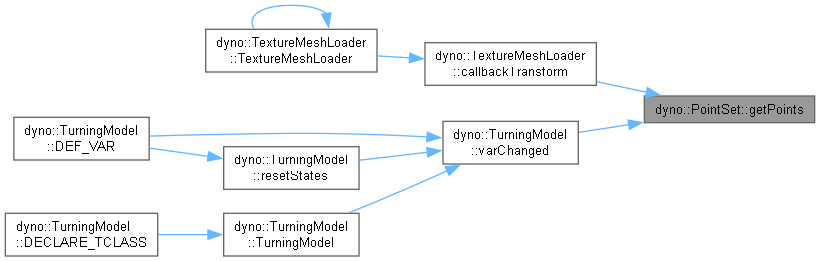 dyno::TextureMeshLoader
::TextureMeshLoader
dyno::TextureMeshLoader
::callbackTransform
dyno::PointSet::getPoints
dyno::TurningModel
::DEF_VAR
dyno::TurningModel
::varChanged
dyno::TurningModel
::resetStates
dyno::TurningModel
::DECLARE_TCLASS
dyno::TurningModel
::TurningModel